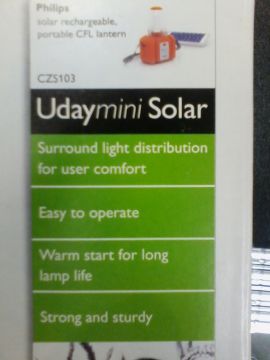 Philips
solar rechargeable,
portable CFL lantern
CZS103
Udaymini Solar
Surround light distribution
for user comfort
Easy to operate
Warm start for long
lamp life
Strong and sturdy